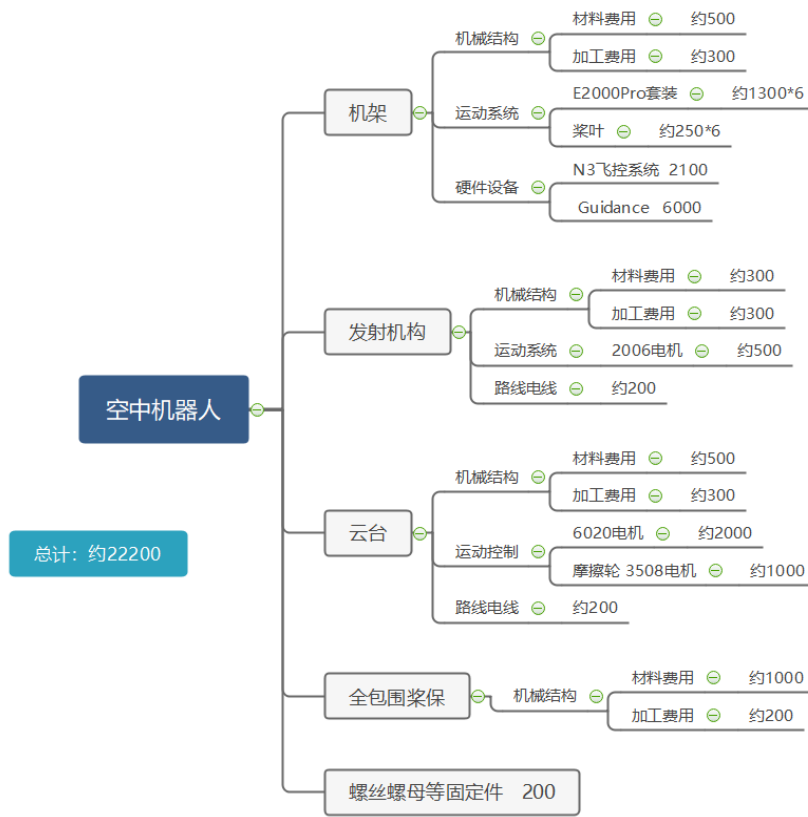 空中机器人
总计：约22200
机架
机械结构
材料费用 约500
加工费用 约300
运动系统
E2000Pro套装 约1300*6
桨叶 约250*6
硬件设备
N3飞控系统 2100
Guidance 6000
发射机构
机械结构
材料费用 约300
加工费用 约300
运动系统 2006电机 约500
路线电线 约200
云台
机械结构
材料费用 约500
加工费用 约300
运动控制
6020电机 约2000
摩擦轮 3508电机 约1000
路线电线 约200
全包围桨保
机械结构
材料费用 约1000
加工费用 约200
螺丝螺母等固定件 200